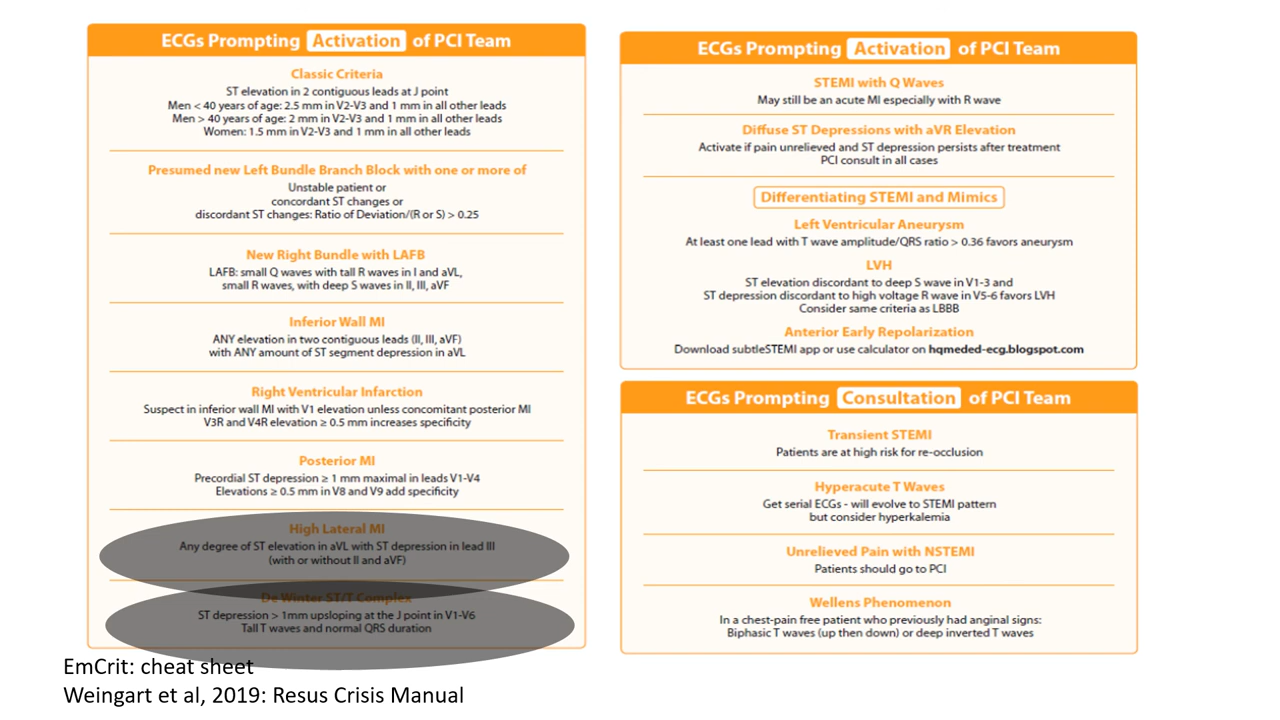 ECGs Prompting Activation of PCI Team
Classic Criteria
ST elevation in 2 contiguous leads at J point
Men < 40 years of age: 2.5 mm in V2-V3 and 1 mm in all other leads
Men > 40 years of age: 2 mm in V2-V3 and 1 mm in all other leads
Women: 1.5 mm in V2-V3 and 1 mm in all other leads
Presumed new Left Bundle Branch Block with one or more of
Unstable patient or
concordant ST changes or
discordant ST changes: Ratio of Deviation/(R or S) > 0.25
New Right Bundle with LAFB
LAFB: small Q waves with tall R waves in I and aVL,
small R waves, with deep S waves in II, III, aVF
Inferior Wall MI
ANY elevation in two contiguous leads (II, III, aVF)
with ANY amount of ST segment depression in aVL
Right Ventricular Infarction
Suspect in inferior wall MI with V1 elevation unless concomitant posterior MI
V3R and V4R elevation ≥ 0.5 mm increases specificity
Posterior MI
Precordial ST depression ≥ 1 mm maximal in leads V1-V4
Elevations ≥ 0.5 mm in V8 and V9 add specificity
High Lateral MI
Any degree of ST elevation in aVL with ST depression in lead III
(with or without II and aVF)
De Winter ST/T Complex
ST depression > 1mm upsloping at the J point in V1-V6
Tall T waves and normal QRS duration
EmCrit: cheat sheet
Weingart et al, 2019: Resus Crisis Manual
ECGs Prompting Activation of PCI Team
STEMI with Q Waves
May still be an acute MI especially with R wave
Diffuse ST Depressions with aVR Elevation
Activate if pain unrelieved and ST depression persists after treatment
PCI consult in all cases
Differentiating STEMI and Mimics
Left Ventricular Aneurysm
At least one lead with T wave amplitude/QRS ratio > 0.36 favors aneurysm
LVH
ST elevation discordant to deep S wave in V1-3 and
ST depression discordant to high voltage R wave in V5-6 favors LVH
Consider same criteria as LBBB
Anterior Early Repolarization
Download subtleSTEMI app or use calculator on hqmeded-ecg.blogspot.com
ECGs Prompting Consultation of PCI Team
Transient STEMI
Patients are at high risk for re-occlusion
Hyperacute T Waves
Get serial ECGs - will evolve to STEMI pattern
but consider hyperkalemia
Unrelieved Pain with NSTEMI
Patients should go to PCI
Wellens Phenomenon
In a chest-pain free patient who previously had anginal signs:
Biphasic T waves (up then down) or deep inverted T waves